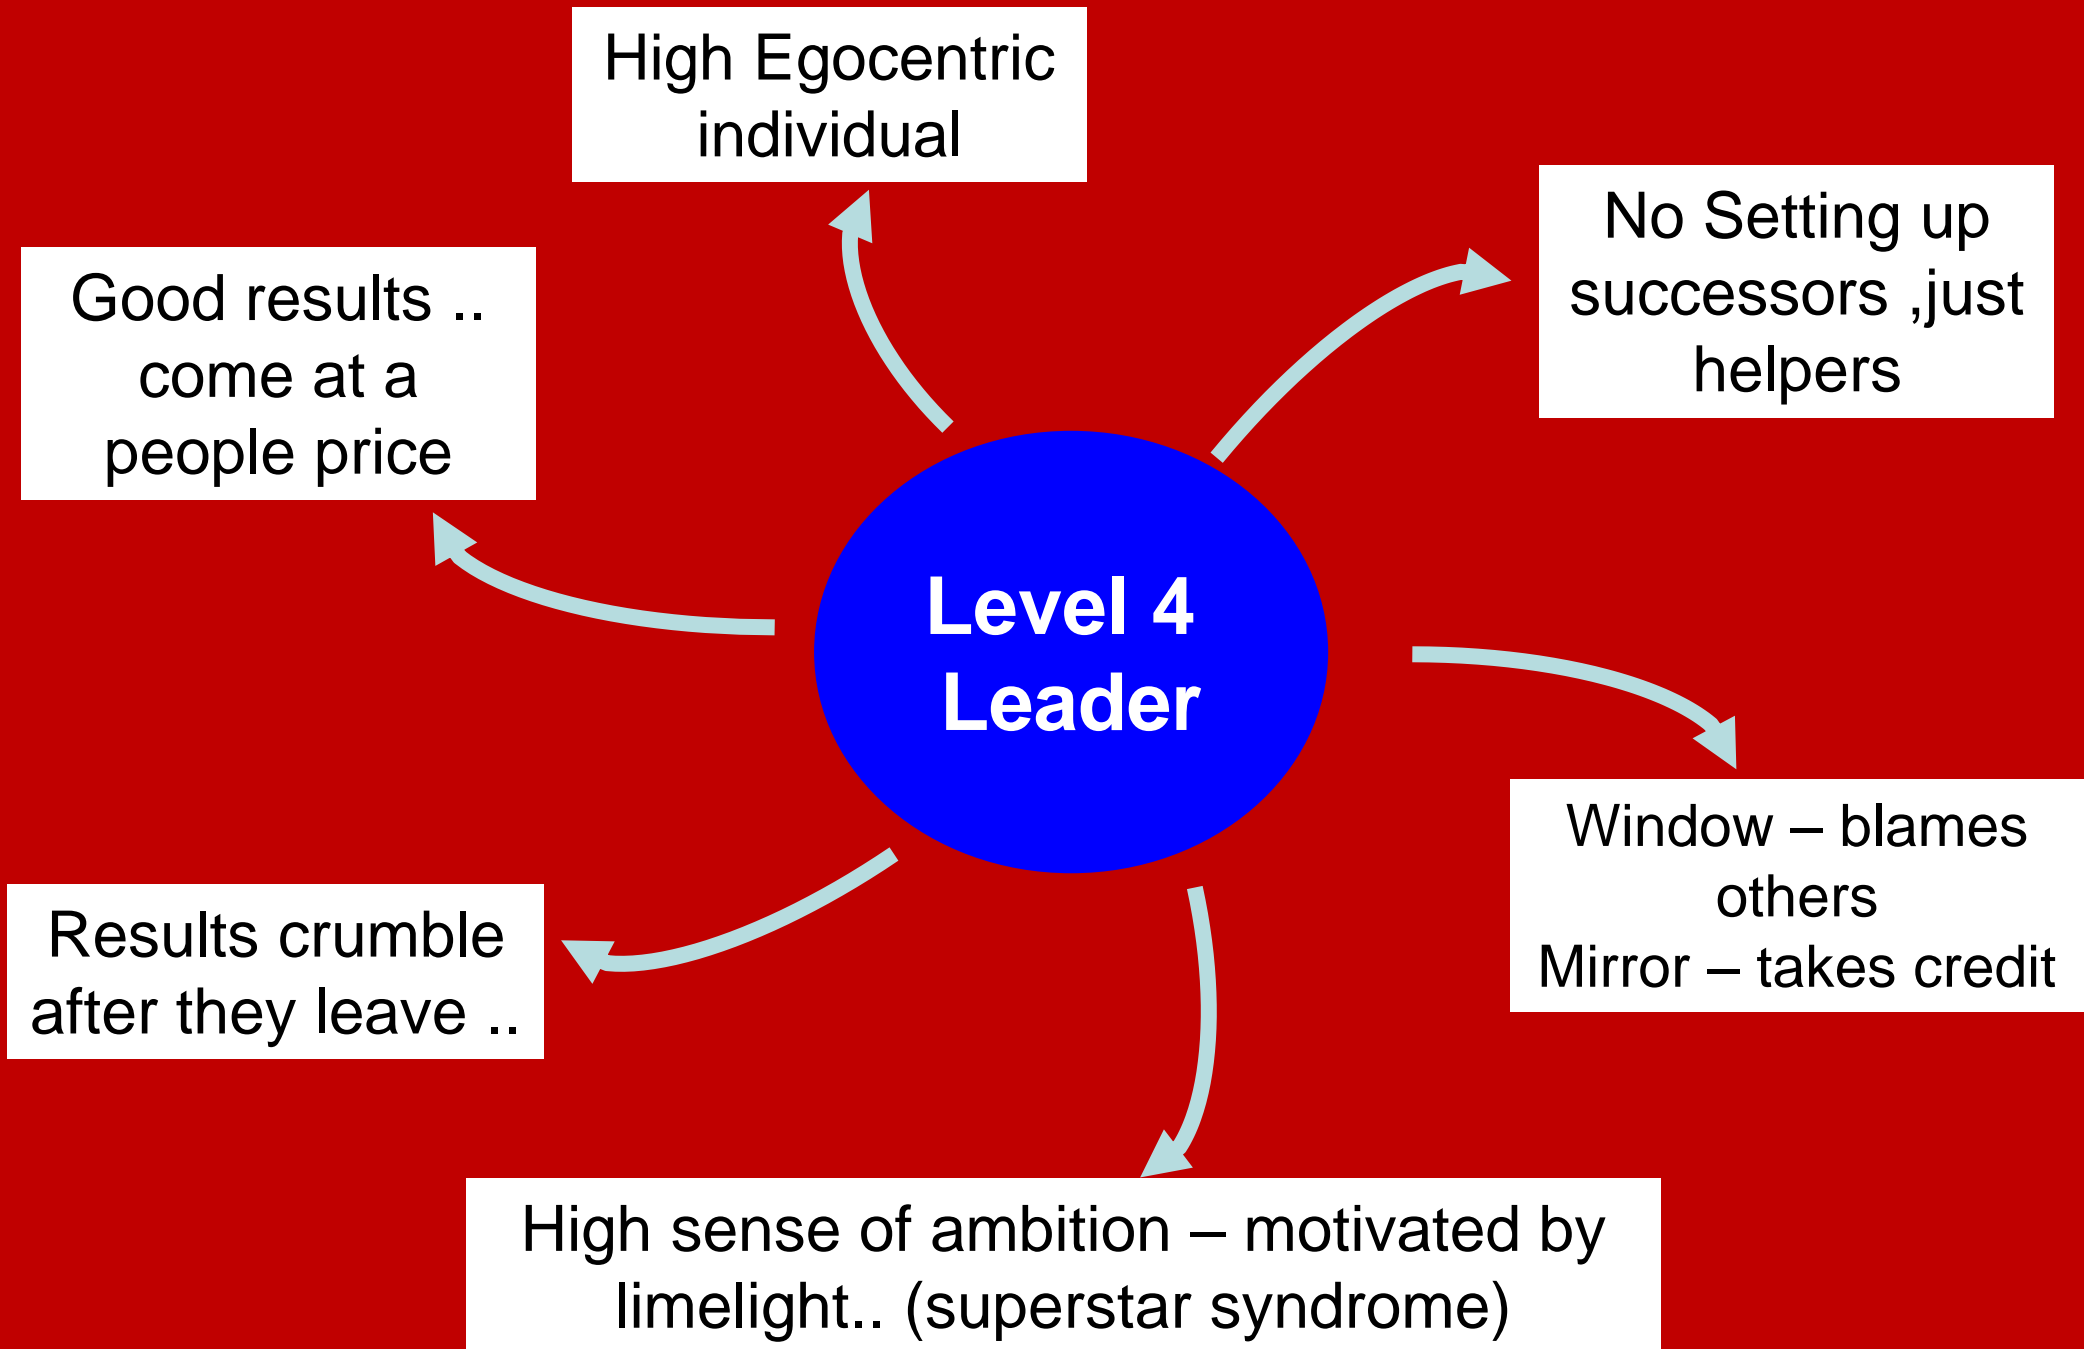 High Egocentric
individual
No Setting up
successors ,just
helpers
Good results ..
come at a
people price
Level 4
Leader
Window – blames
others
Mirror – takes credit
Results crumble
after they leave ..
High sense of ambition – motivated by
limelight.. (superstar syndrome)